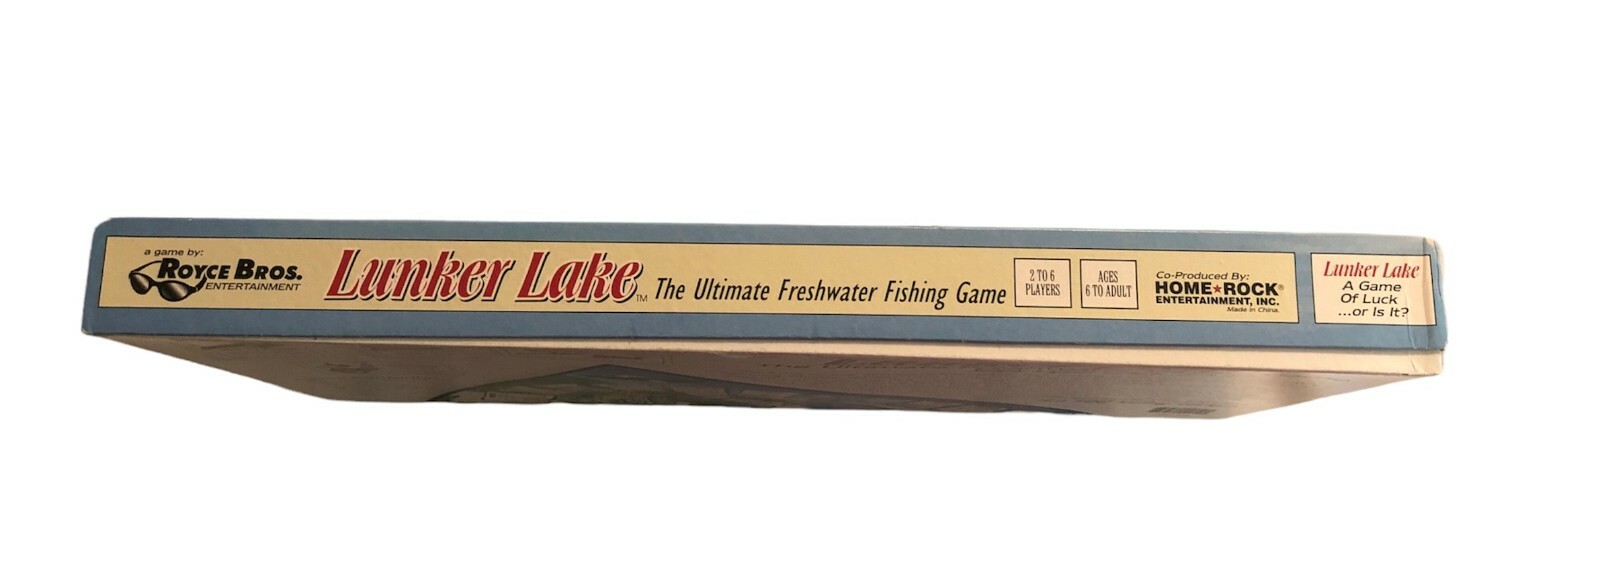 a game by:
ROYCE BROS.
ENTERTAINMENT
Lunker Lake TM
The Ultimate Freshwater Fishing Game
2 TO 6
PLAYERS
AGES
6 TO ADULT
Co-Produced By:
HOME★ROCK®
ENTERTAINMENT, INC.
Made in China.
Lunker Lake
A Game
Of Luck
...or Is It?